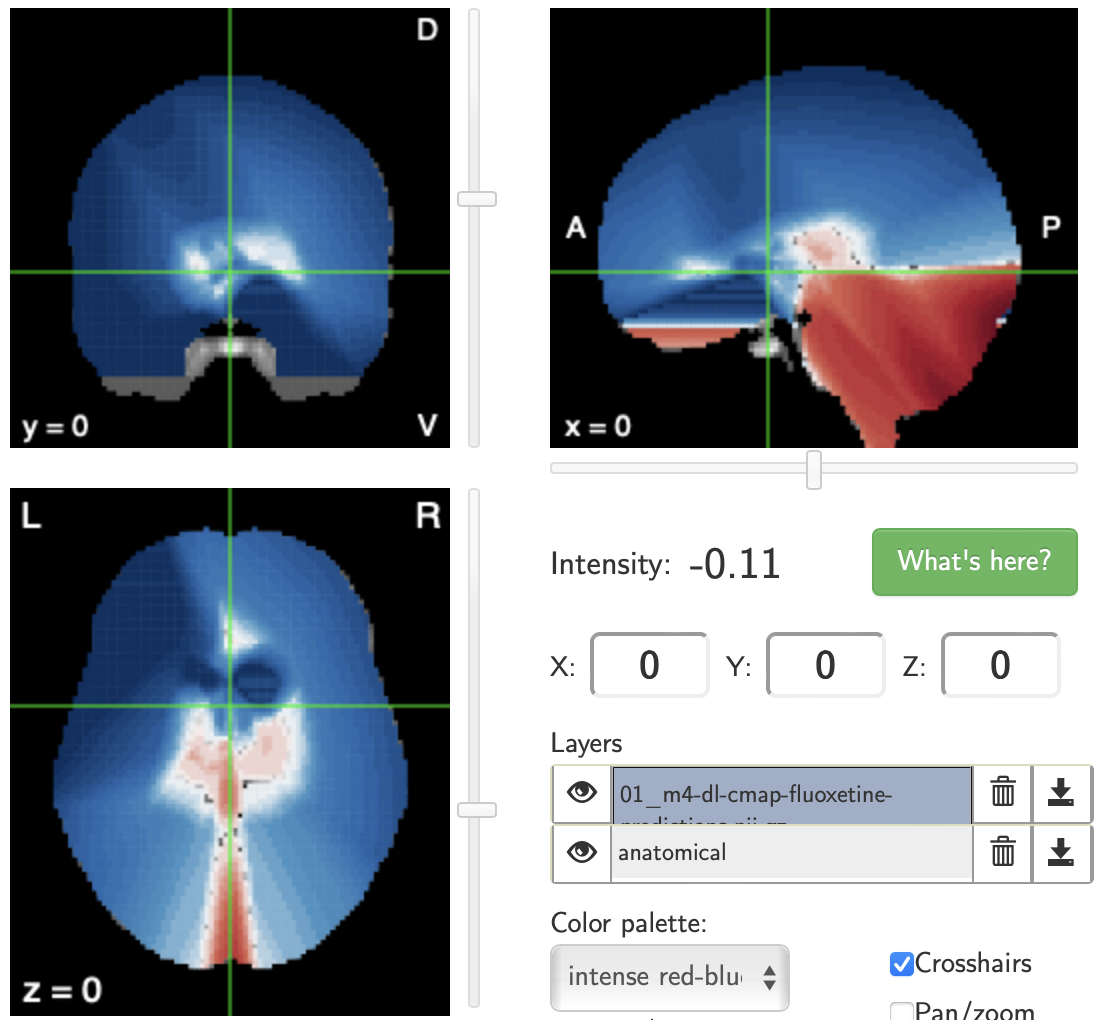 D
V
y = 0
A
P
x = 0
L
R
z = 0
Intensity: -0.11
What's here?
X: 0 Y: 0 Z: 0
Layers
01_m4-dl-cmap-fluoxetine-
anatomical
Color palette:
intense red-blu
Crosshairs
Pan/zoom